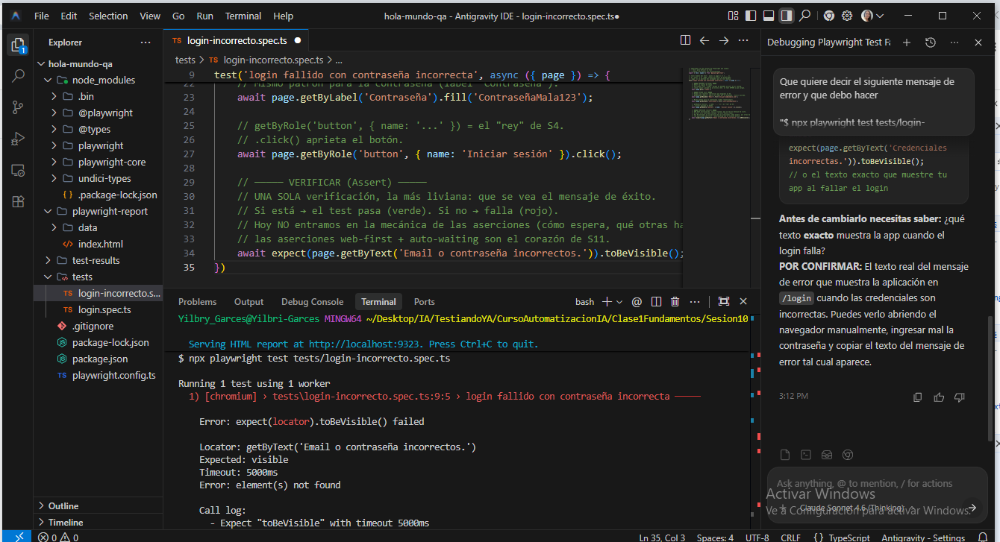 File Edit Selection View Go Run Terminal Help
hola-mundo-qa - Antigravity IDE - login-incorrecto.spec.ts●
Explorer
1
hola-mundo-qa
node_modules
.bin
@playwright
@types
playwright
playwright-core
undici-types
.package-lock.json
playwright-report
data
index.html
test-results
tests
TS login-incorrecto.s...
TS login.spec.ts
.gitignore
package-lock.json
package.json
TS playwright.config.ts
Outline
Timeline
TS login-incorrecto.spec.ts
tests > TS login-incorrecto.spec.ts > ...
9 test('login fallido con contraseña incorrecta', async ({ page }) => {
22 // Mismo patrón para la contraseña (label "Contraseña").
23 await page.getByLabel('Contraseña').fill('ContraseñaMala123');
24
25 // getByRole('button', { name: '...' }) = el "rey" de S4.
26 // .click() aprieta el botón.
27 await page.getByRole('button', { name: 'Iniciar sesión' }).click();
28
29 // ───── VERIFICAR (Assert) ─────
30 // UNA SOLA verificación, la más liviana: que se vea el mensaje de éxito.
31 // Si está → el test pasa (verde). Si no → falla (rojo).
32 // Hoy NO entramos en la mecánica de las aserciones (cómo espera, qué otras ha
33 // las aserciones web-first + auto-waiting son el corazón de S11.
34 await expect(page.getByText('Email o contraseña incorrectos.')).toBeVisible();
35 })
Problems Output Debug Console Terminal Ports
bash
Yilbry_Garces@Yilbri-Garces MINGW64 ~/Desktop/IA/TestiandoYA/CursoAutomatizacionIA/Clase1Fundamentos/Sesion10
Serving HTML report at http://localhost:9323. Press Ctrl+C to quit.
$ npx playwright test tests/login-incorrecto.spec.ts
Running 1 test using 1 worker
1) [chromium] › tests\login-incorrecto.spec.ts:9:5 › login fallido con contraseña incorrecta ─────
Error: expect(locator).toBeVisible() failed
Locator: getByText('Email o contraseña incorrectos.')
Expected: visible
Timeout: 5000ms
Error: element(s) not found
Call log:
- Expect "toBeVisible" with timeout 5000ms
Debugging Playwright Test Fa
Que quiere decir el siguiente mensaje de
error y que debo hacer
"$ npx playwright test tests/login-
expect(page.getByText('Credenciales
incorrectas.')).toBeVisible();
// o el texto exacto que muestre tu
app al fallar el login
Antes de cambiarlo necesitas saber: ¿qué
texto exacto muestra la app cuando el
login falla?
POR CONFIRMAR: El texto real del mensaje
de error que muestra la aplicación en
/login cuando las credenciales son
incorrectas. Puedes verlo abriendo el
navegador manualmente, ingresar mal la
contraseña y copiar el texto del mensaje de
error tal cual aparece.
3:12 PM
Ask anything, @ to mention, / for actions
Claude Sonnet 4.6 (Thinking)
Activar Windows
Ve a Configuración para activar Windows.
0 0
Ln 35, Col 3 Spaces: 4 UTF-8 CRLF {} TypeScript Antigravity - Settings